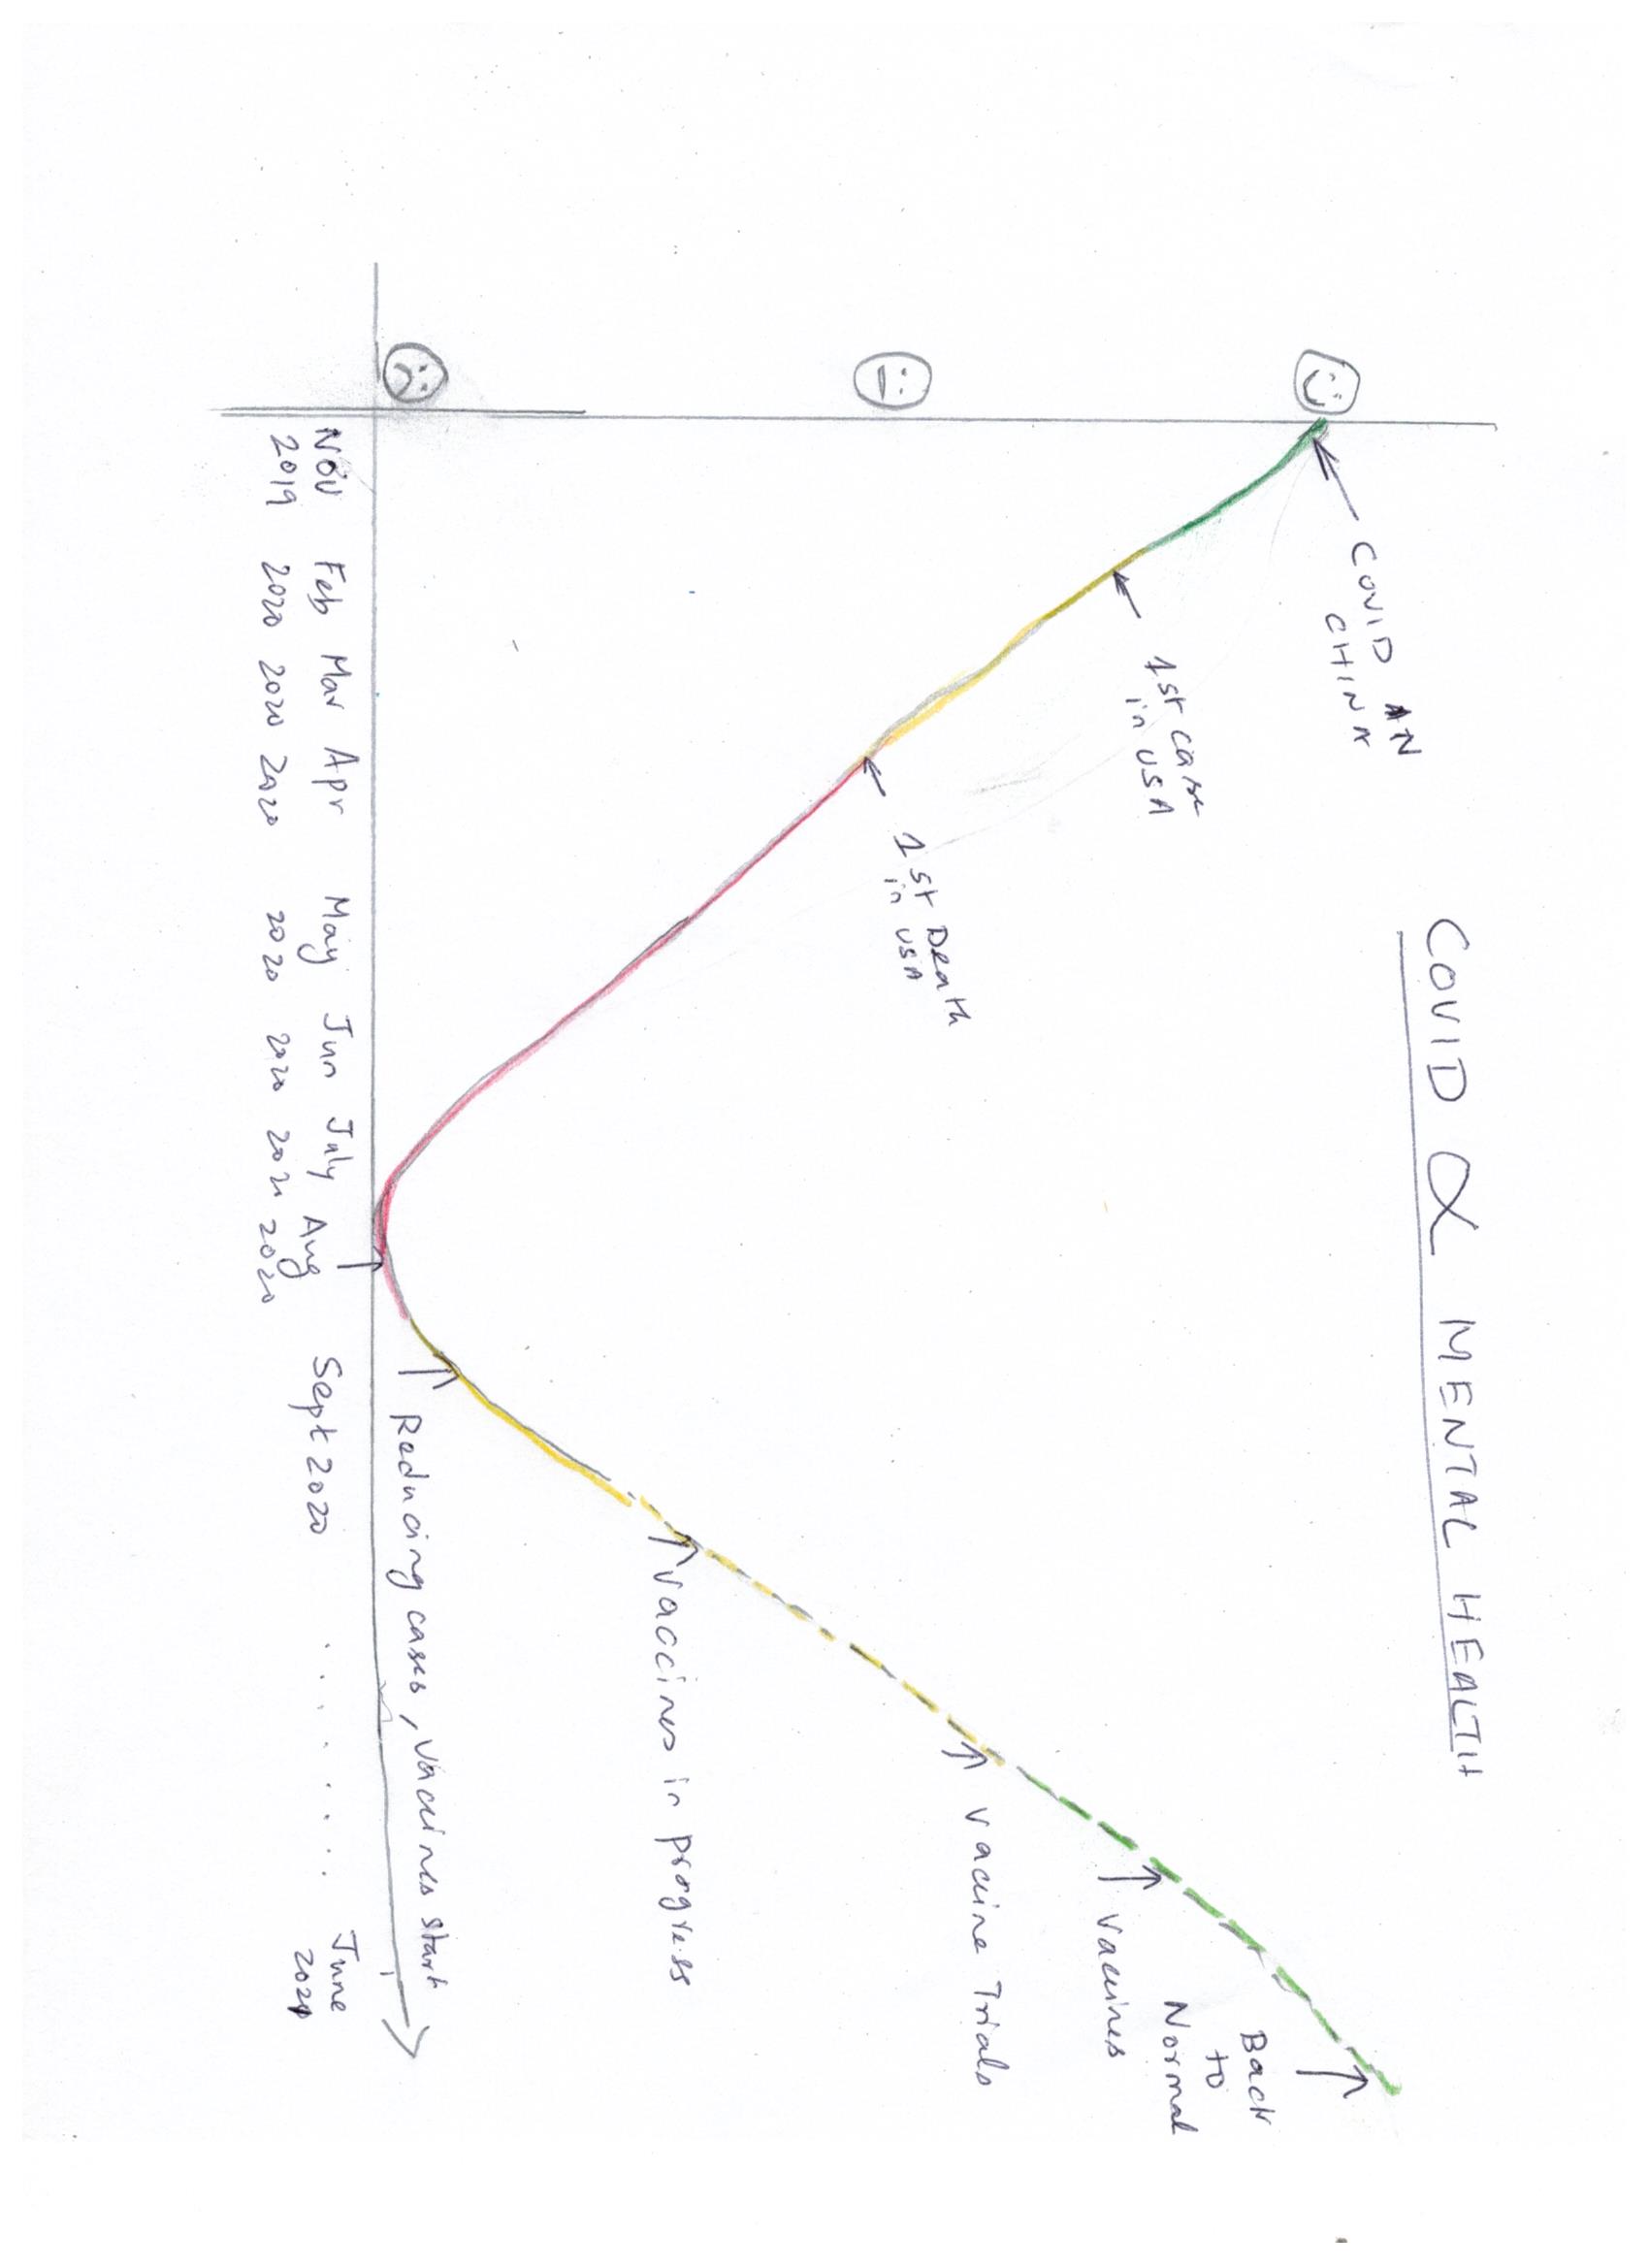 COVID ∝ MENTAL HEALTH
COVID IN
CHINA
1st case
in USA
1st Death
in USA
Back
to
Normal
Vaccines
Vaccine Trials
Vaccines in progress
Reducing cases, Vaccines start
NOV
2019
Feb
2020
Mar
2020
Apr
2020
May
2020
Jun
2020
July
2020
Aug
2020
Sept 2020
.........
June
2021